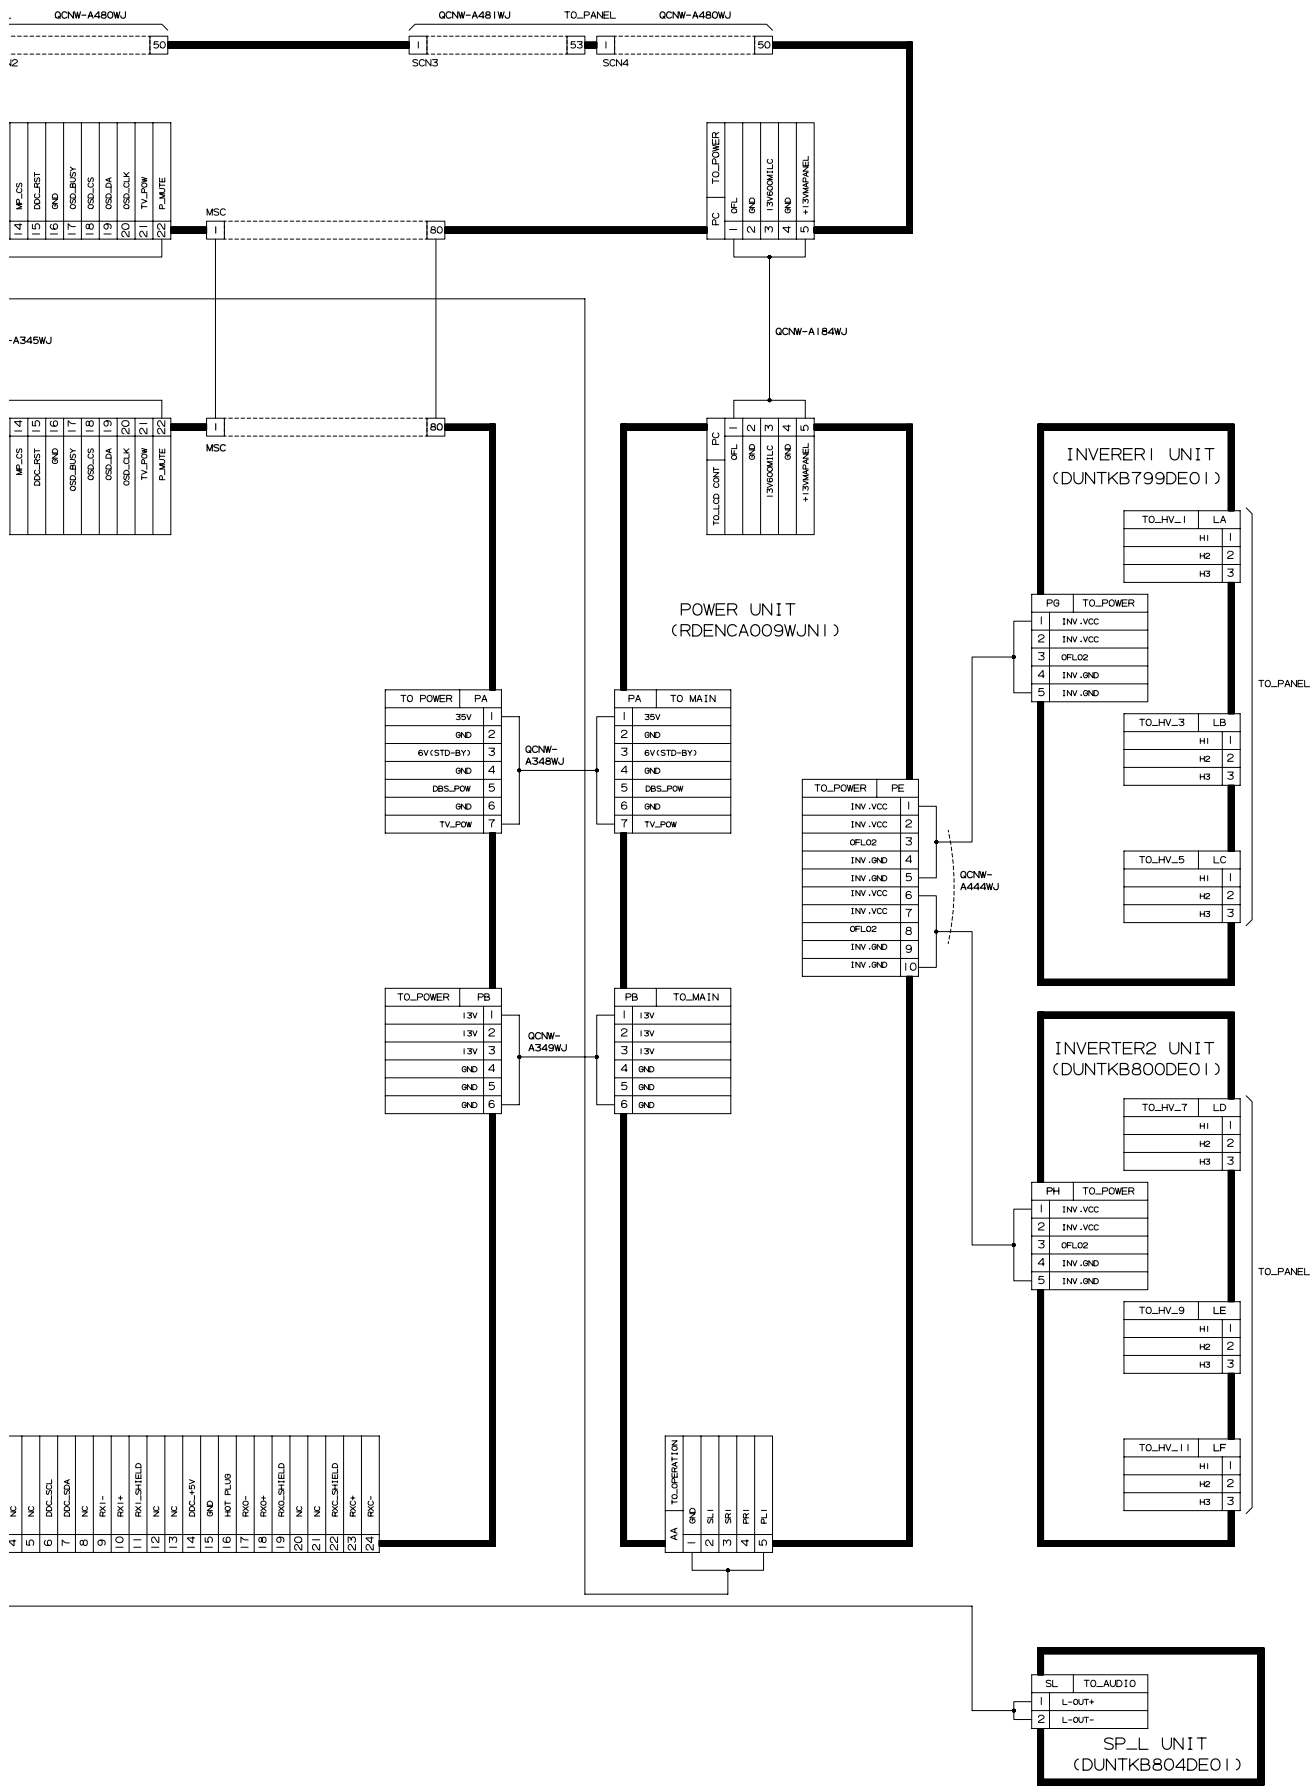 QCNW-A480WJ
QCNW-A481WJ
TO_PANEL
QCNW-A480WJ
50
1
53
1
50
N2
SCN3
SCN4
14 MP_CS
15 DDC_RST
16 GND
17 OSD_BUSY
18 OSD_CS
19 OSD_DA
20 OSD_CLK
21 TV_POW
22 P_MUTE
MSC
1
80
PC TO_POWER
1 OFL
2 GND
3 13V600MILC
4 GND
5 +13VMAPANEL
-A345WJ
QCNW-A184WJ
14 MP_CS
15 DDC_RST
16 GND
17 OSD_BUSY
18 OSD_CS
19 OSD_DA
20 OSD_CLK
21 TV_POW
22 P_MUTE
1
80
MSC
TO_LCD CONT PC
OFL 1
GND 2
13V600MILC 3
GND 4
+13VMAPANEL 5
POWER UNIT
(RDENCA009WJN1)
TO POWER PA
35V 1
GND 2
6V(STD-BY) 3
GND 4
DBS_POW 5
GND 6
TV_POW 7
QCNW-
A348WJ
PA TO MAIN
1 35V
2 GND
3 6V(STD-BY)
4 GND
5 DBS_POW
6 GND
7 TV_POW
TO_POWER PE
INV.VCC 1
INV.VCC 2
OFL02 3
INV.GND 4
INV.GND 5
INV.VCC 6
INV.VCC 7
OFL02 8
INV.GND 9
INV.GND 10
QCNW-
A444WJ
TO_POWER PB
13V 1
13V 2
13V 3
GND 4
GND 5
GND 6
QCNW-
A349WJ
PB TO_MAIN
1 13V
2 13V
3 13V
4 GND
5 GND
6 GND
INVERER1 UNIT
(DUNTKB799DE01)
TO_HV_1 LA
H1 1
H2 2
H3 3
PG TO_POWER
1 INV.VCC
2 INV.VCC
3 OFL02
4 INV.GND
5 INV.GND
TO_PANEL
TO_HV_3 LB
H1 1
H2 2
H3 3
TO_HV_5 LC
H1 1
H2 2
H3 3
INVERTER2 UNIT
(DUNTKB800DE01)
TO_HV_7 LD
H1 1
H2 2
H3 3
PH TO_POWER
1 INV.VCC
2 INV.VCC
3 OFL02
4 INV.GND
5 INV.GND
TO_PANEL
TO_HV_9 LE
H1 1
H2 2
H3 3
TO_HV_11 LF
H1 1
H2 2
H3 3
4 NC
5 NC
6 DDC_SCL
7 DDC_SDA
8 NC
9 RX1-
10 RX1+
11 RX1_SHIELD
12 NC
13 NC
14 DDC_+5V
15 GND
16 HOT PLUG
17 RX0-
18 RX0+
19 RX0_SHIELD
20 NC
21 NC
22 RXC_SHIELD
23 RXC+
24 RXC-
AA TO_OPERATION
1 GND
2 SL1
3 SR1
4 PR1
5 PL1
SL TO_AUDIO
1 L-OUT+
2 L-OUT-
SP_L UNIT
(DUNTKB804DE01)